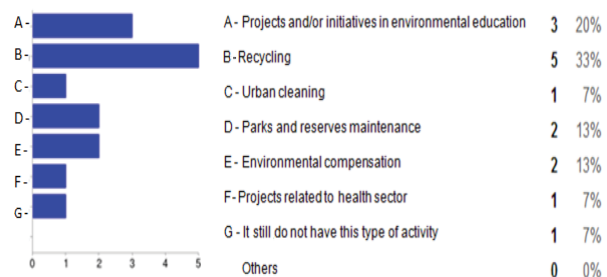 A - A - Projects and/or initiatives in environmental education 3 20%
B - B-Recycling 5 33%
C - C - Urban cleaning 1 7%
D - D - Parks and reserves maintenance 2 13%
E - E - Environmental compensation 2 13%
F - F- Projects related to health sector 1 7%
G - G - It still do not have this type of activity 1 7%
Others 0 0%
0 1 2 3 4 5